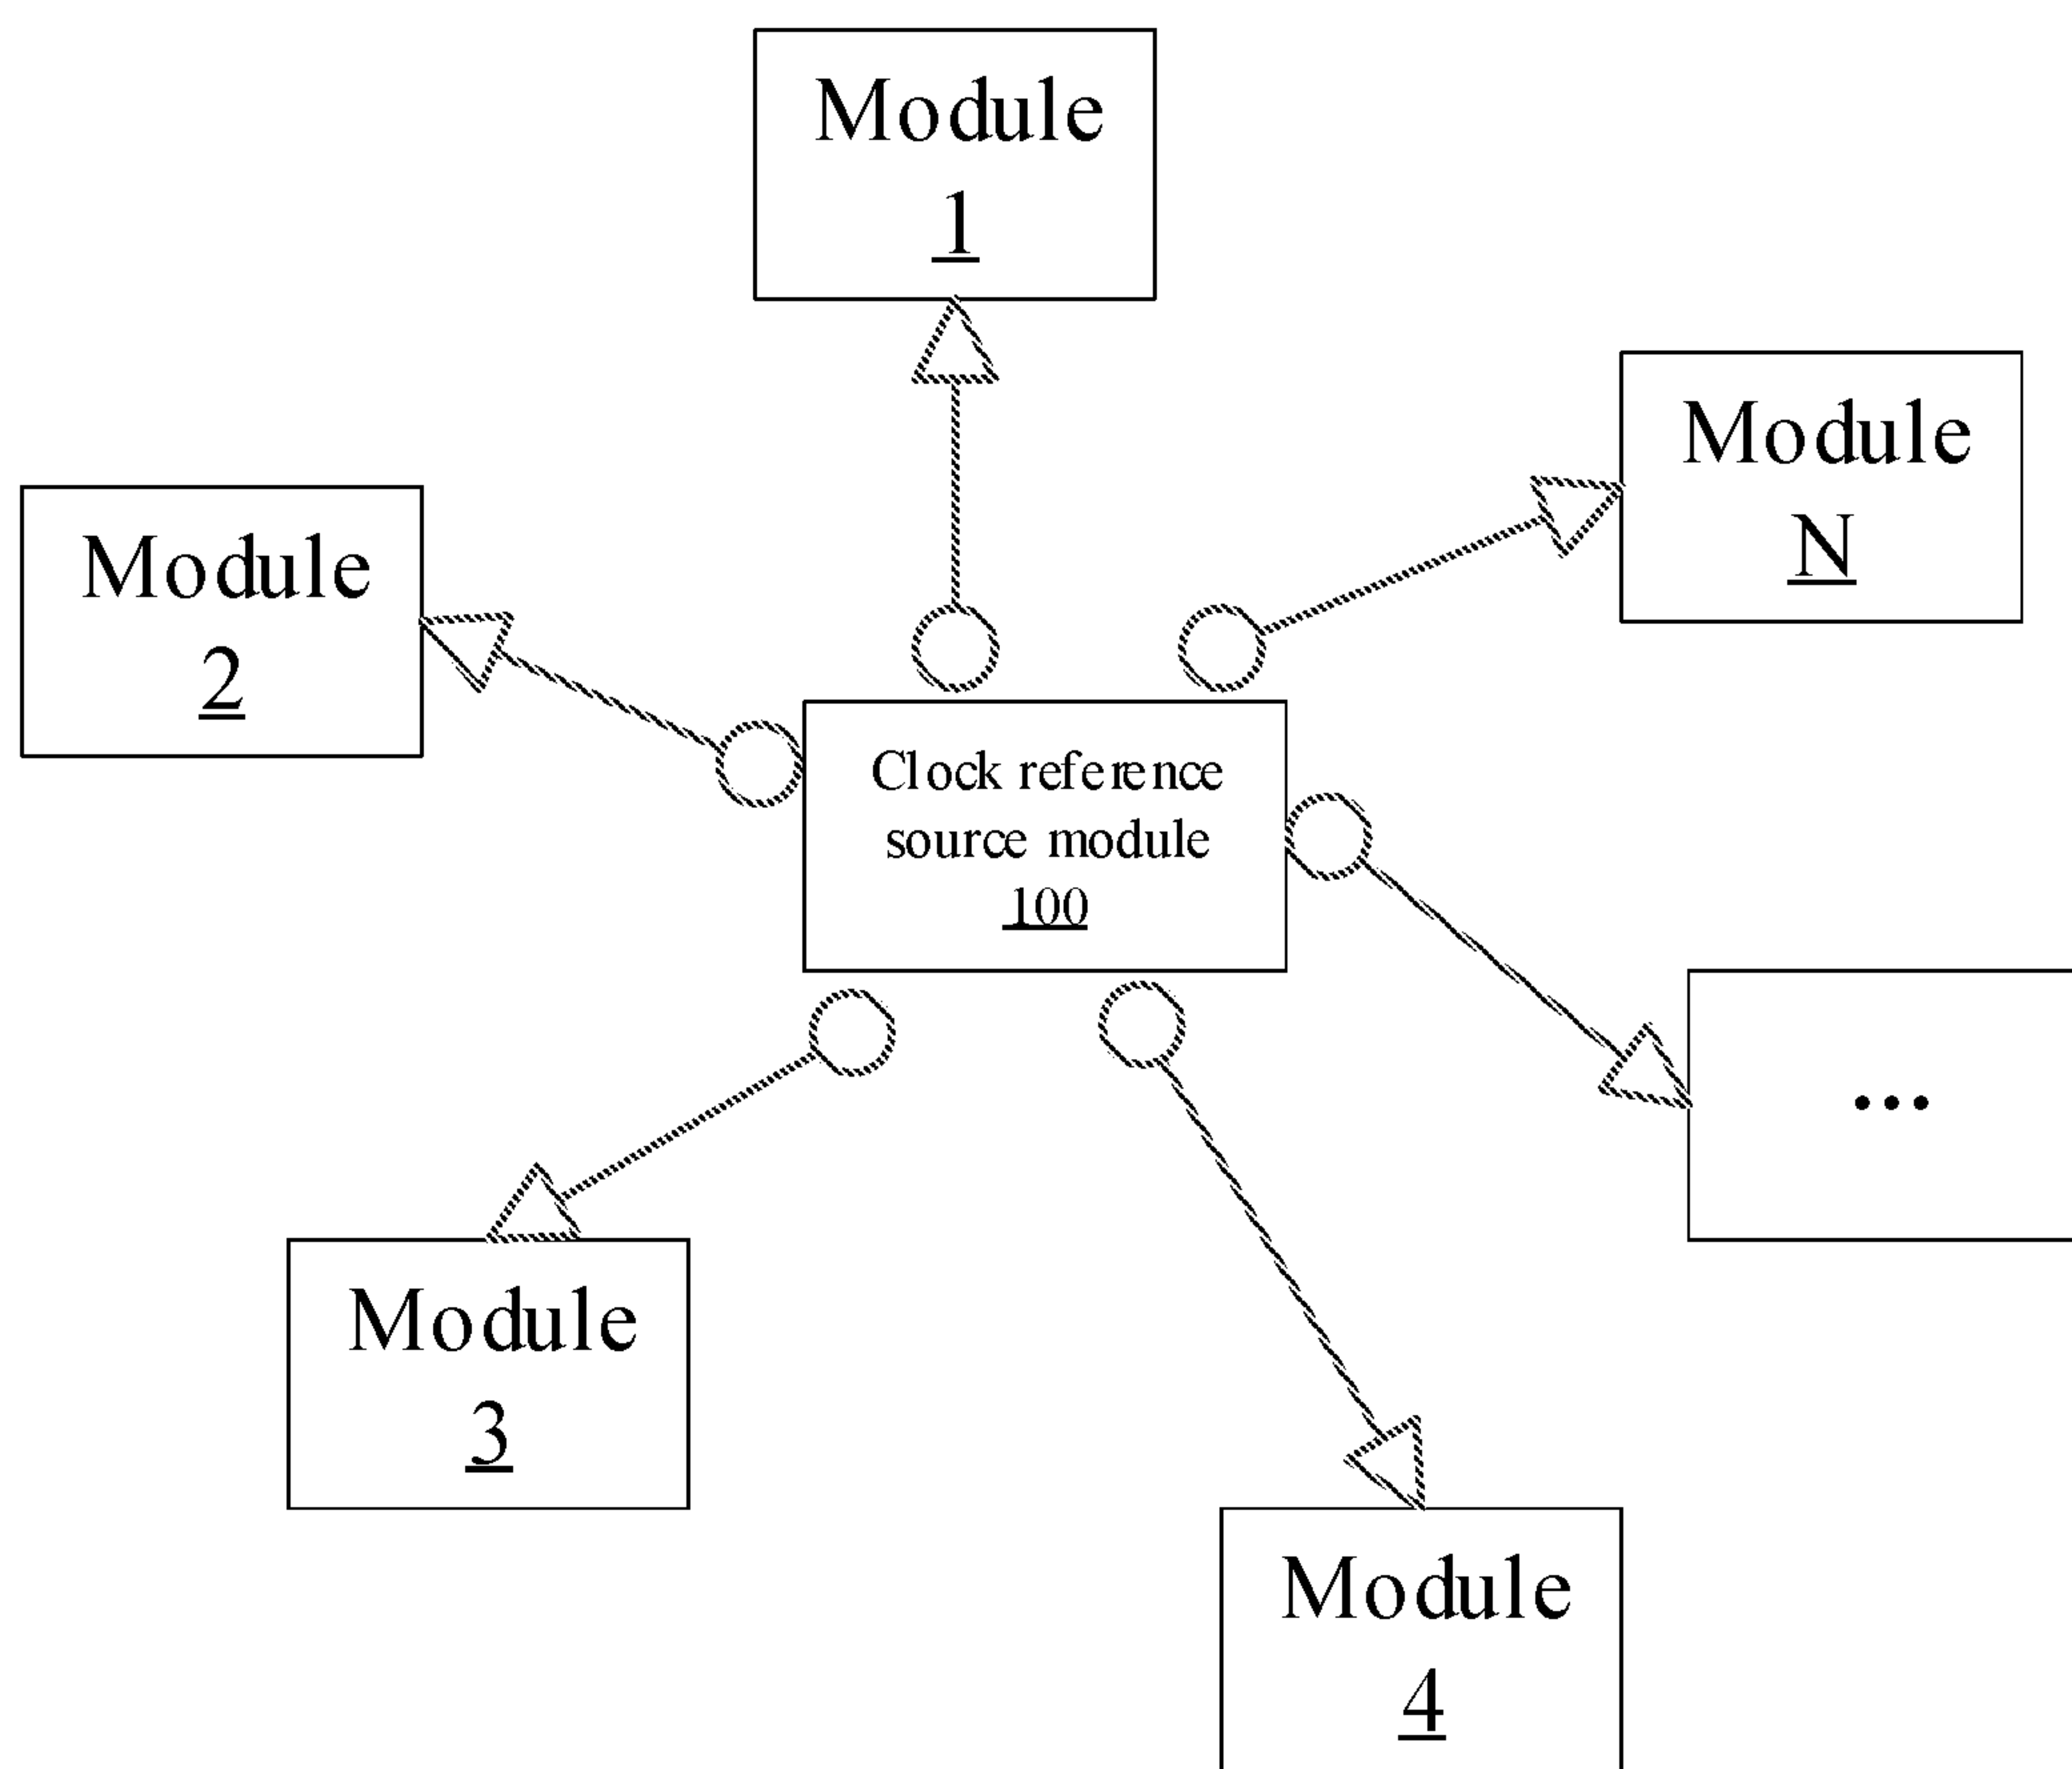 Module
1
Module
N
Module
2
Clock reference
source module
100
...
Module
3
Module
4